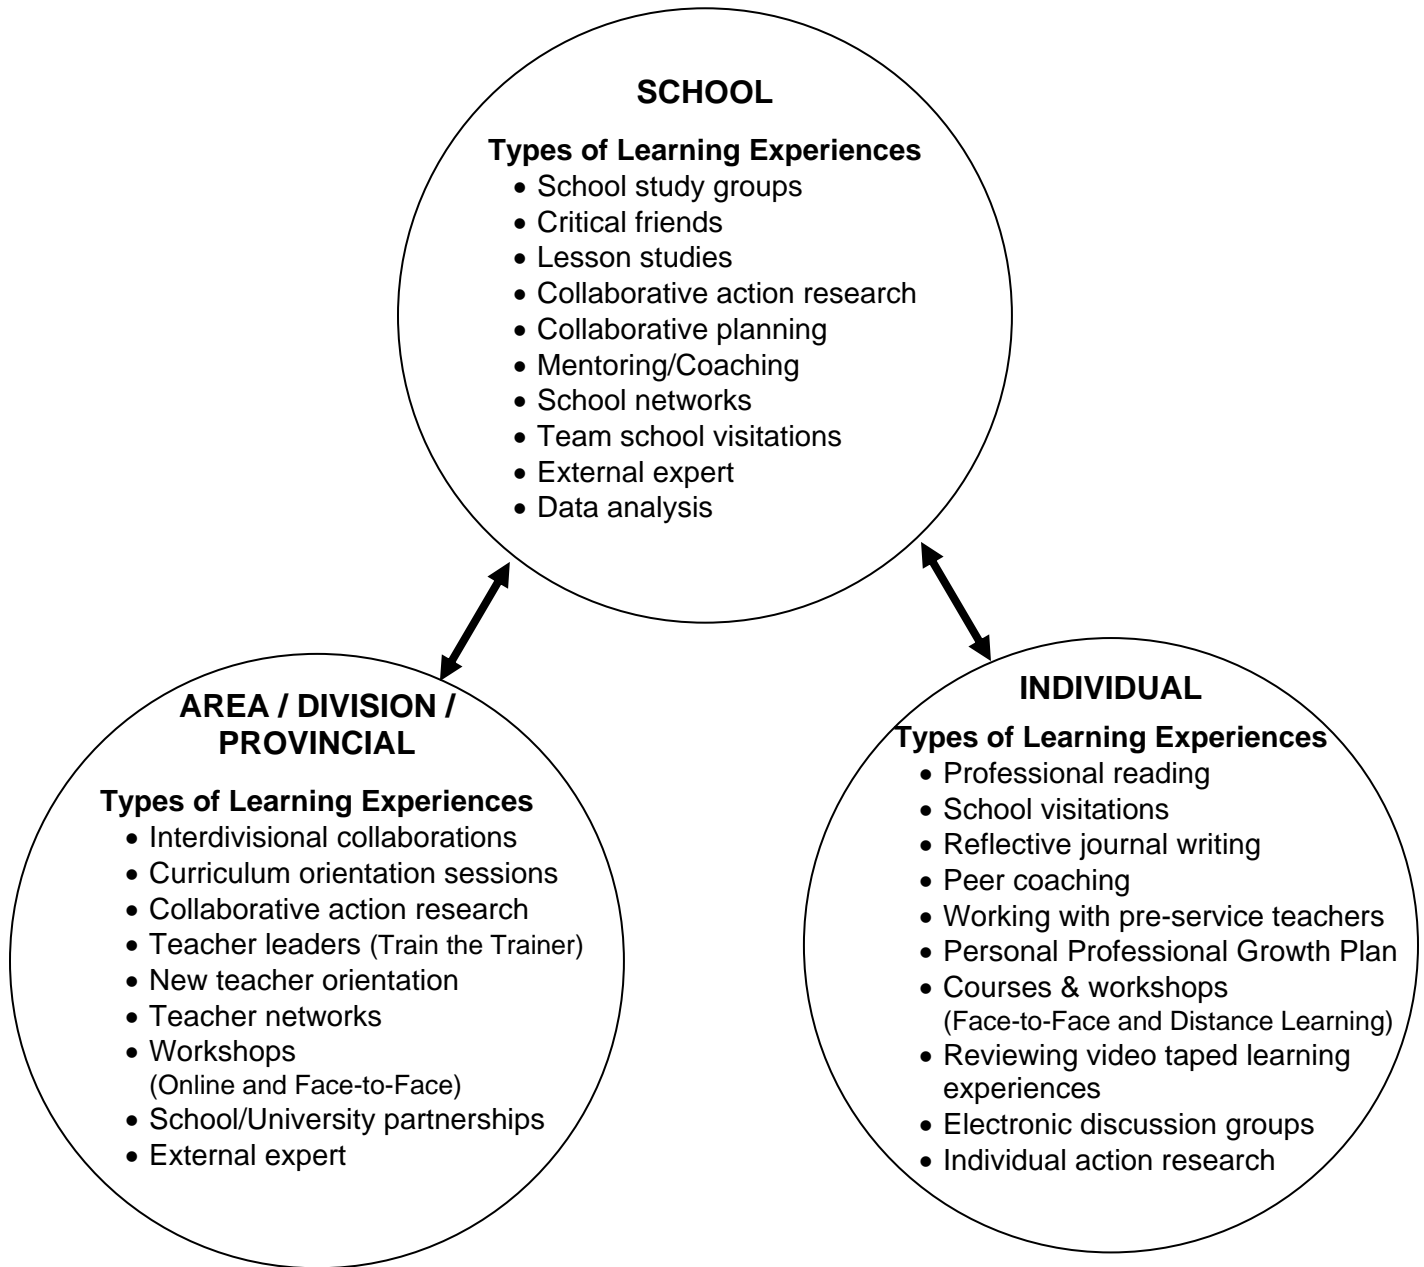 SCHOOL
Types of Learning Experiences
• School study groups
• Critical friends
• Lesson studies
• Collaborative action research
• Collaborative planning
• Mentoring/Coaching
• School networks
• Team school visitations
• External expert
• Data analysis
AREA / DIVISION /
PROVINCIAL
Types of Learning Experiences
• Interdivisional collaborations
• Curriculum orientation sessions
• Collaborative action research
• Teacher leaders (Train the Trainer)
• New teacher orientation
• Teacher networks
• Workshops
(Online and Face-to-Face)
• School/University partnerships
• External expert
INDIVIDUAL
Types of Learning Experiences
• Professional reading
• School visitations
• Reflective journal writing
• Peer coaching
• Working with pre-service teachers
• Personal Professional Growth Plan
• Courses & workshops
(Face-to-Face and Distance Learning)
• Reviewing video taped learning
experiences
• Electronic discussion groups
• Individual action research